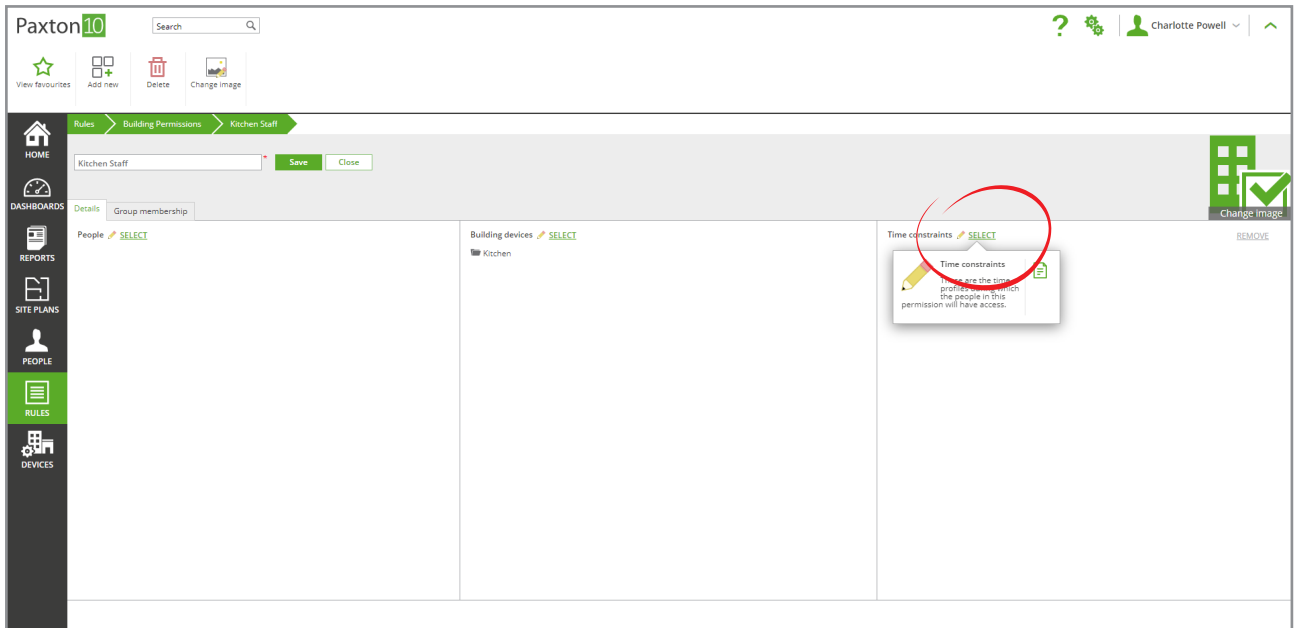 Paxton10
Search
Charlotte Powell
View favourites
Add new
Delete
Change image
HOME
DASHBOARDS
REPORTS
SITE PLANS
PEOPLE
RULES
DEVICES
Rules
Building Permissions
Kitchen Staff
Kitchen Staff *
Save
Close
Change image
Details
Group membership
People SELECT
Building devices SELECT
Kitchen
Time constraints SELECT
REMOVE
Time constraints
These are the time
profiles during which
the people in this
permission will have access.